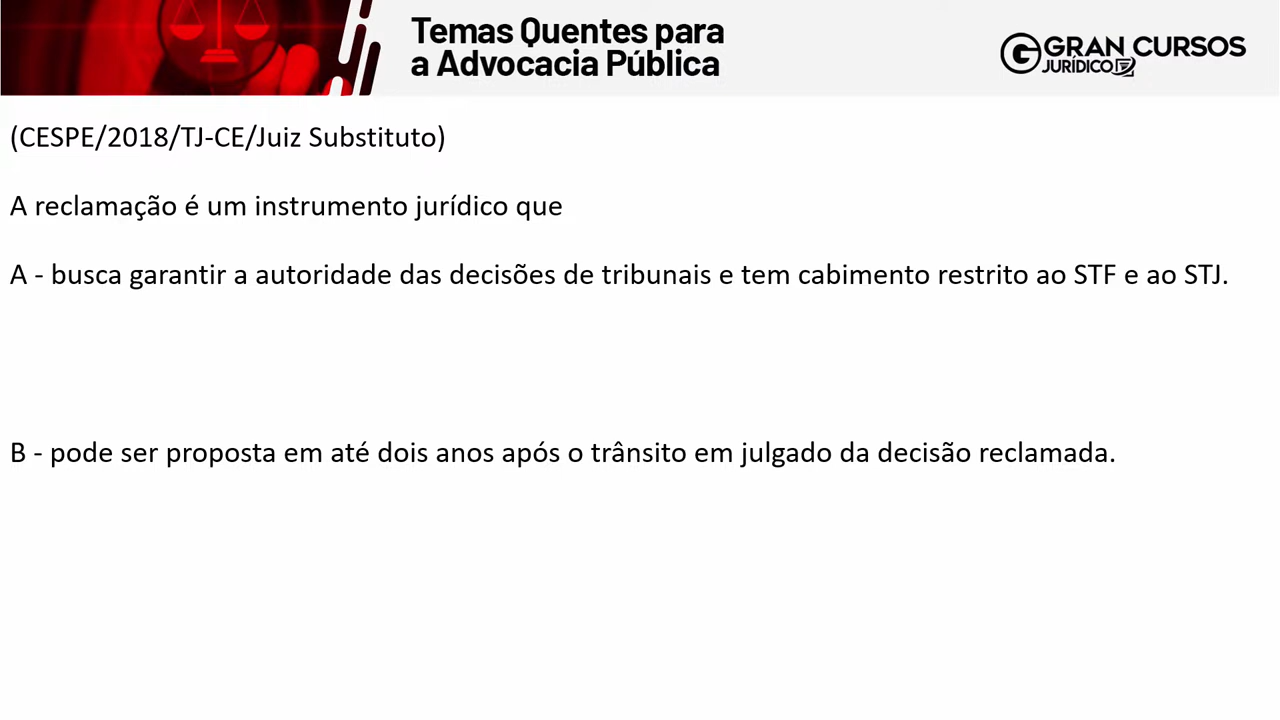 Temas Quentes para
a Advocacia Pública
GRAN CURSOS
JURÍDICO
(CESPE/2018/TJ-CE/Juiz Substituto)
A reclamação é um instrumento jurídico que
A - busca garantir a autoridade das decisões de tribunais e tem cabimento restrito ao STF e ao STJ.
B - pode ser proposta em até dois anos após o trânsito em julgado da decisão reclamada.